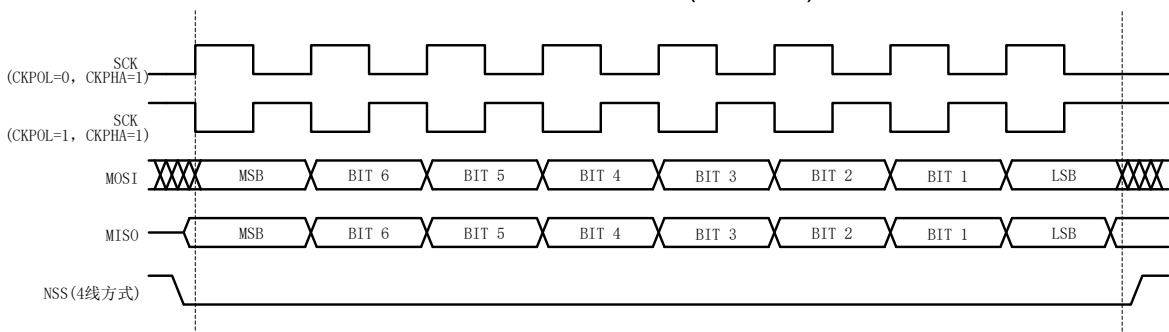 SCK
(CKPOL=0, CKPHA=1)
SCK
(CKPOL=1, CKPHA=1)
MOSI MSB BIT 6 BIT 5 BIT 4 BIT 3 BIT 2 BIT 1 LSB
MISO MSB BIT 6 BIT 5 BIT 4 BIT 3 BIT 2 BIT 1 LSB
NSS(4线方式)